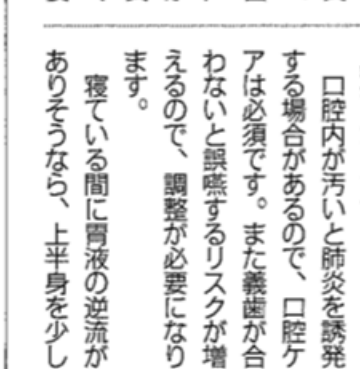 口腔内が汚いと肺炎を誘発
する場合があるので、口腔ケ
アは必須です。また義歯が合
わないと誤嚥するリスクが増
えるので、調整が必要になり
ます。
寝ている間に胃液の逆流が
ありそうなら、上半身を少し